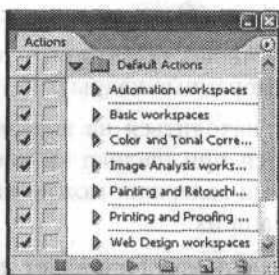 Actions
Default Actions
Automation workspaces
Basic workspaces
Color and Tonal Corre...
Image Analysis works...
Painting and Retouchi...
Printing and Proofing ...
Web Design workspaces